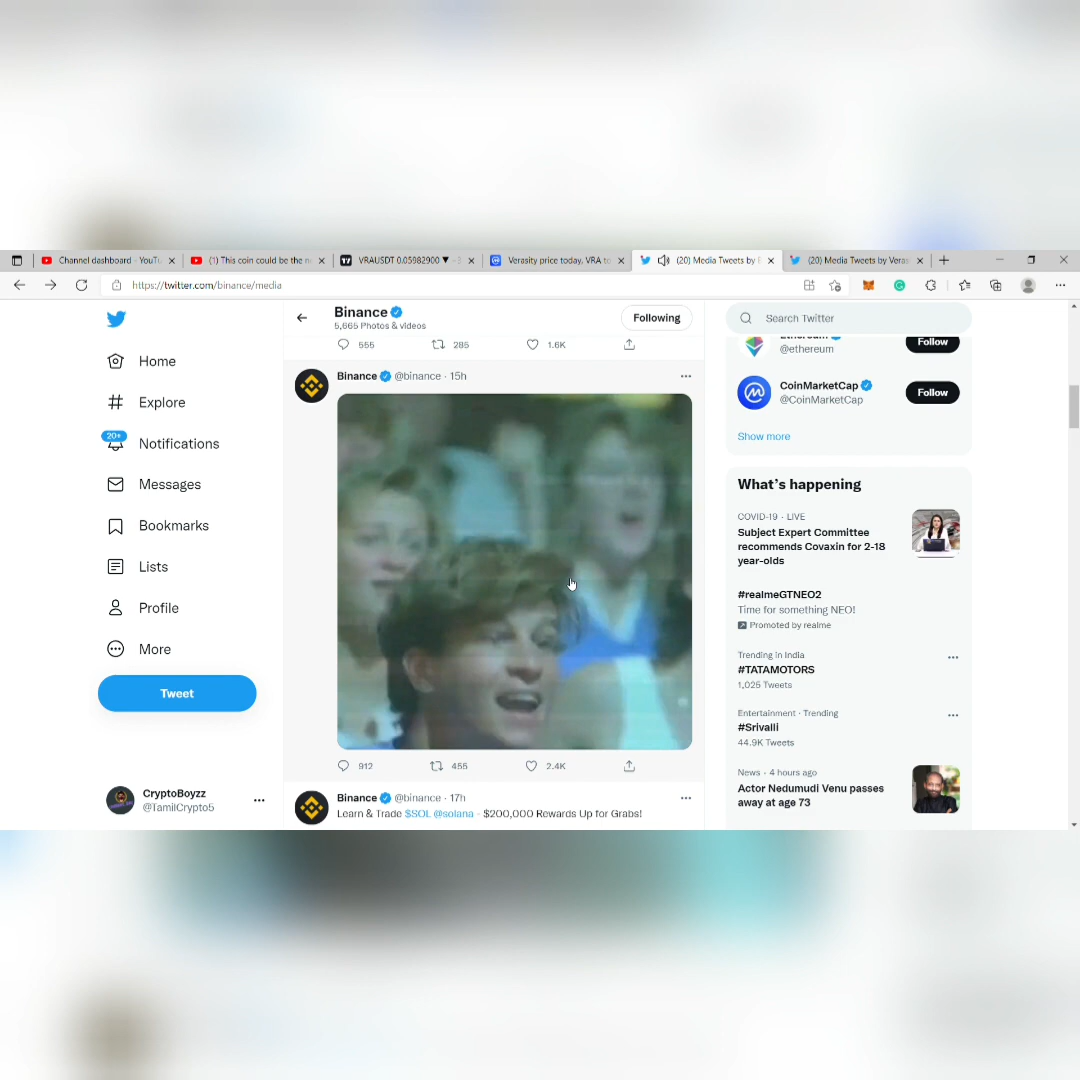 Channel dashboard - YouTu
(1) This coin could be the n
VRAUSDT 0.05982900 ▼ -3
Verasity price today, VRA to
(20) Media Tweets by B
(20) Media Tweets by Veras
https://twitter.com/binance/media
Binance
5,665 Photos & videos
Following
Search Twitter
555
285
1.6K
Ethereum
@ethereum
Follow
Home
Explore
20+
Notifications
Messages
Bookmarks
Lists
Profile
More
Tweet
CryptoBoyzz
@TamilCrypto5
Binance @binance · 15h
912
455
2.4K
Binance @binance · 17h
Learn & Trade $SOL @solana - $200,000 Rewards Up for Grabs!
CoinMarketCap
@CoinMarketCap
Follow
Show more
What's happening
COVID-19 · LIVE
Subject Expert Committee
recommends Covaxin for 2-18
year-olds
#realmeGTNEO2
Time for something NEO!
Promoted by realme
Trending in India
#TATAMOTORS
1,025 Tweets
Entertainment · Trending
#Srivalli
44.9K Tweets
News · 4 hours ago
Actor Nedumudi Venu passes
away at age 73